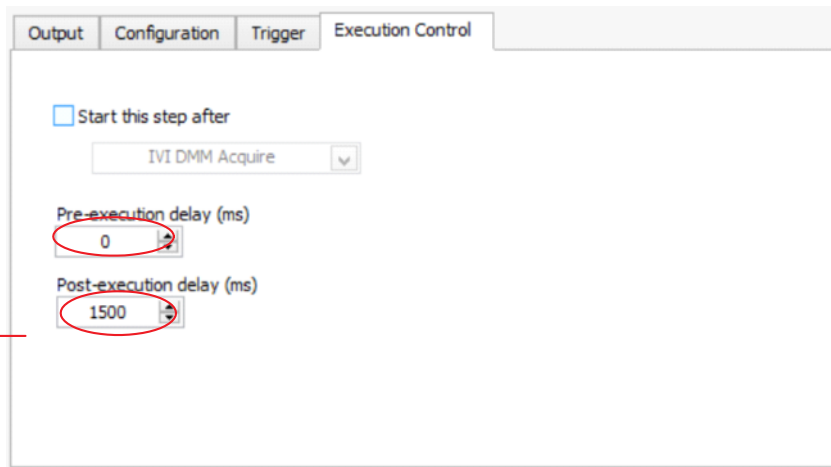 Output Configuration Trigger Execution Control
Start this step after
IVI DMM Acquire
Pre-execution delay (ms)
0
Post-execution delay (ms)
1500